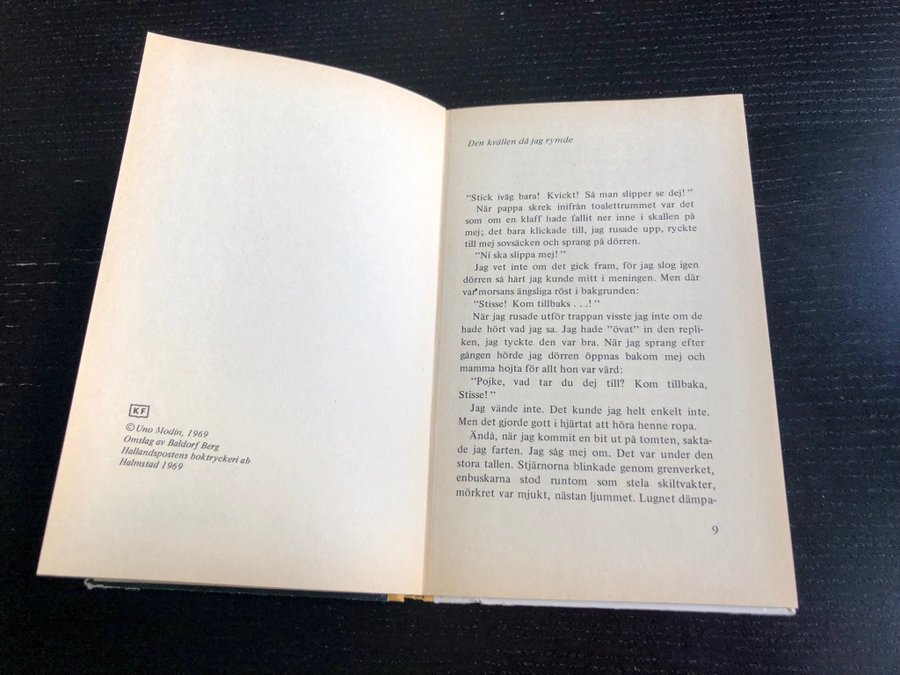 KF
© Uno Modin, 1969
Omslag av Baldorf Berg
Hallandspostens boktryckeri ab
Halmstad 1969
Den kvällen då jag rymde
"Stick iväg bara! Kvickt! Så man slipper se dej!"
När pappa skrek inifrån toalettrummet var det
som om en klaff hade fallit ner inne i skallen på
mej; det bara klickade till, jag rusade upp, ryckte
till mej sovsäcken och sprang på dörren.
"Ni ska slippa mej!"
Jag vet inte om det gick fram, för jag slog igen
dörren så hårt jag kunde mitt i meningen. Men där
var morsans ängsliga röst i bakgrunden:
"Stisse! Kom tillbaks . . .!"
När jag rusade utför trappan visste jag inte om de
hade hört vad jag sa. Jag hade "övat" in den repli-
ken, jag tyckte den var bra. När jag sprang efter
gången hörde jag dörren öppnas bakom mej och
mamma hojta för allt hon var värd:
"Pojke, vad tar du dej till? Kom tillbaka,
Stisse!"
Jag vände inte. Det kunde jag helt enkelt inte.
Men det gjorde gott i hjärtat att höra henne ropa.
Ändå, när jag kommit en bit ut på tomten, sakta-
de jag farten. Jag såg mej om. Det var under den
stora tallen. Stjärnorna blinkade genom grenverket,
enbuskarna stod runtom som stela skiltvakter,
mörkret var mjukt, nästan ljummet. Lugnet dämpa-
9